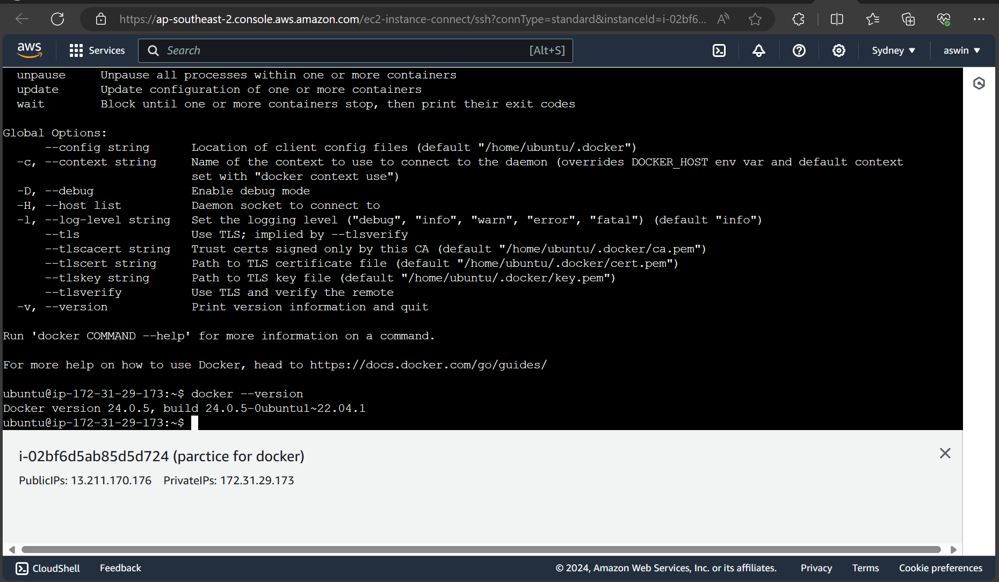 https://ap-southeast-2.console.aws.amazon.com/ec2-instance-connect/ssh?connType=standard&instanceId=i-02bf6...
aws Services Search [Alt+S] Sydney aswin
unpause Unpause all processes within one or more containers
update Update configuration of one or more containers
wait Block until one or more containers stop, then print their exit codes
Global Options:
--config string Location of client config files (default "/home/ubuntu/.docker")
-c, --context string Name of the context to use to connect to the daemon (overrides DOCKER_HOST env var and default context
set with "docker context use")
-D, --debug Enable debug mode
-H, --host list Daemon socket to connect to
-l, --log-level string Set the logging level ("debug", "info", "warn", "error", "fatal") (default "info")
--tls Use TLS; implied by --tlsverify
--tlscacert string Trust certs signed only by this CA (default "/home/ubuntu/.docker/ca.pem")
--tlscert string Path to TLS certificate file (default "/home/ubuntu/.docker/cert.pem")
--tlskey string Path to TLS key file (default "/home/ubuntu/.docker/key.pem")
--tlsverify Use TLS and verify the remote
-v, --version Print version information and quit
Run 'docker COMMAND --help' for more information on a command.
For more help on how to use Docker, head to https://docs.docker.com/go/guides/
ubuntu@ip-172-31-29-173:~$ docker --version
Docker version 24.0.5, build 24.0.5-0ubuntu1~22.04.1
ubuntu@ip-172-31-29-173:~$
i-02bf6d5ab85d5d724 (parctice for docker)
PublicIPs: 13.211.170.176 PrivateIPs: 172.31.29.173
CloudShell Feedback © 2024, Amazon Web Services, Inc. or its affiliates. Privacy Terms Cookie preferences